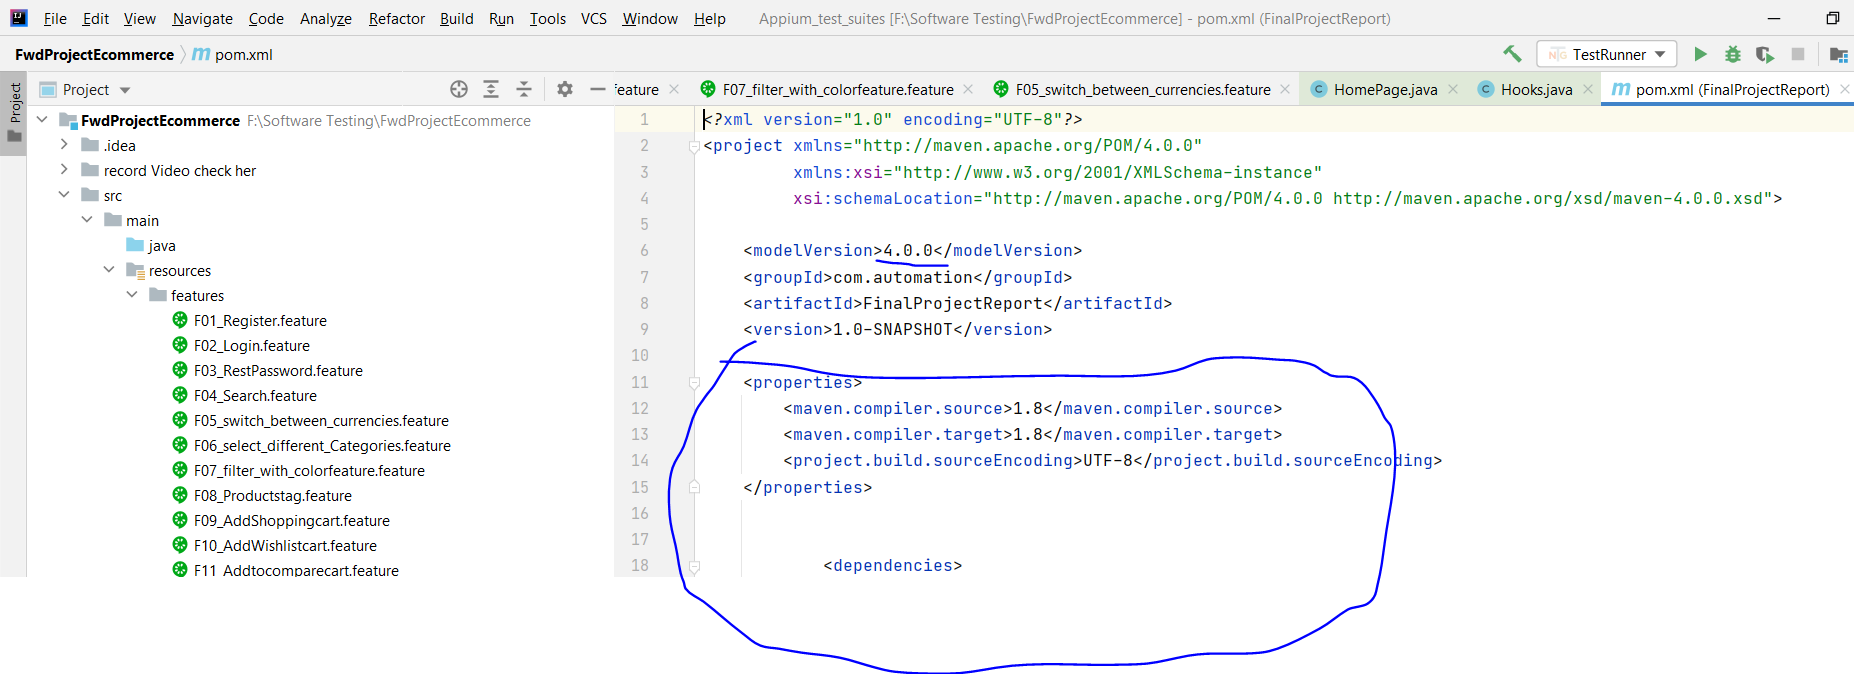 File Edit View Navigate Code Analyze Refactor Build Run Tools VCS Window Help Appium_test_suites [F:\Software Testing\FwdProjectEcommerce] - pom.xml (FinalProjectReport)
FwdProjectEcommerce m pom.xml
TestRunner
Project
Project
eature F07_filter_with_colorfeature.feature F05_switch_between_currencies.feature C HomePage.java C Hooks.java m pom.xml (FinalProjectReport)
FwdProjectEcommerce F:\Software Testing\FwdProjectEcommerce
.idea
record Video check her
src
main
java
resources
features
F01_Register.feature
F02_Login.feature
F03_RestPassword.feature
F04_Search.feature
F05_switch_between_currencies.feature
F06_select_different_Categories.feature
F07_filter_with_colorfeature.feature
F08_Productstag.feature
F09_AddShoppingcart.feature
F10_AddWishlistcart.feature
F11_Addtocomparecart.feature
1 <?xml version="1.0" encoding="UTF-8"?>
2 <project xmlns="http://maven.apache.org/POM/4.0.0"
3 xmlns:xsi="http://www.w3.org/2001/XMLSchema-instance"
4 xsi:schemaLocation="http://maven.apache.org/POM/4.0.0 http://maven.apache.org/xsd/maven-4.0.0.xsd">
5
6 <modelVersion>4.0.0</modelVersion>
7 <groupId>com.automation</groupId>
8 <artifactId>FinalProjectReport</artifactId>
9 <version>1.0-SNAPSHOT</version>
10
11 <properties>
12 <maven.compiler.source>1.8</maven.compiler.source>
13 <maven.compiler.target>1.8</maven.compiler.target>
14 <project.build.sourceEncoding>UTF-8</project.build.sourceEncoding>
15 </properties>
16
17
18 <dependencies>